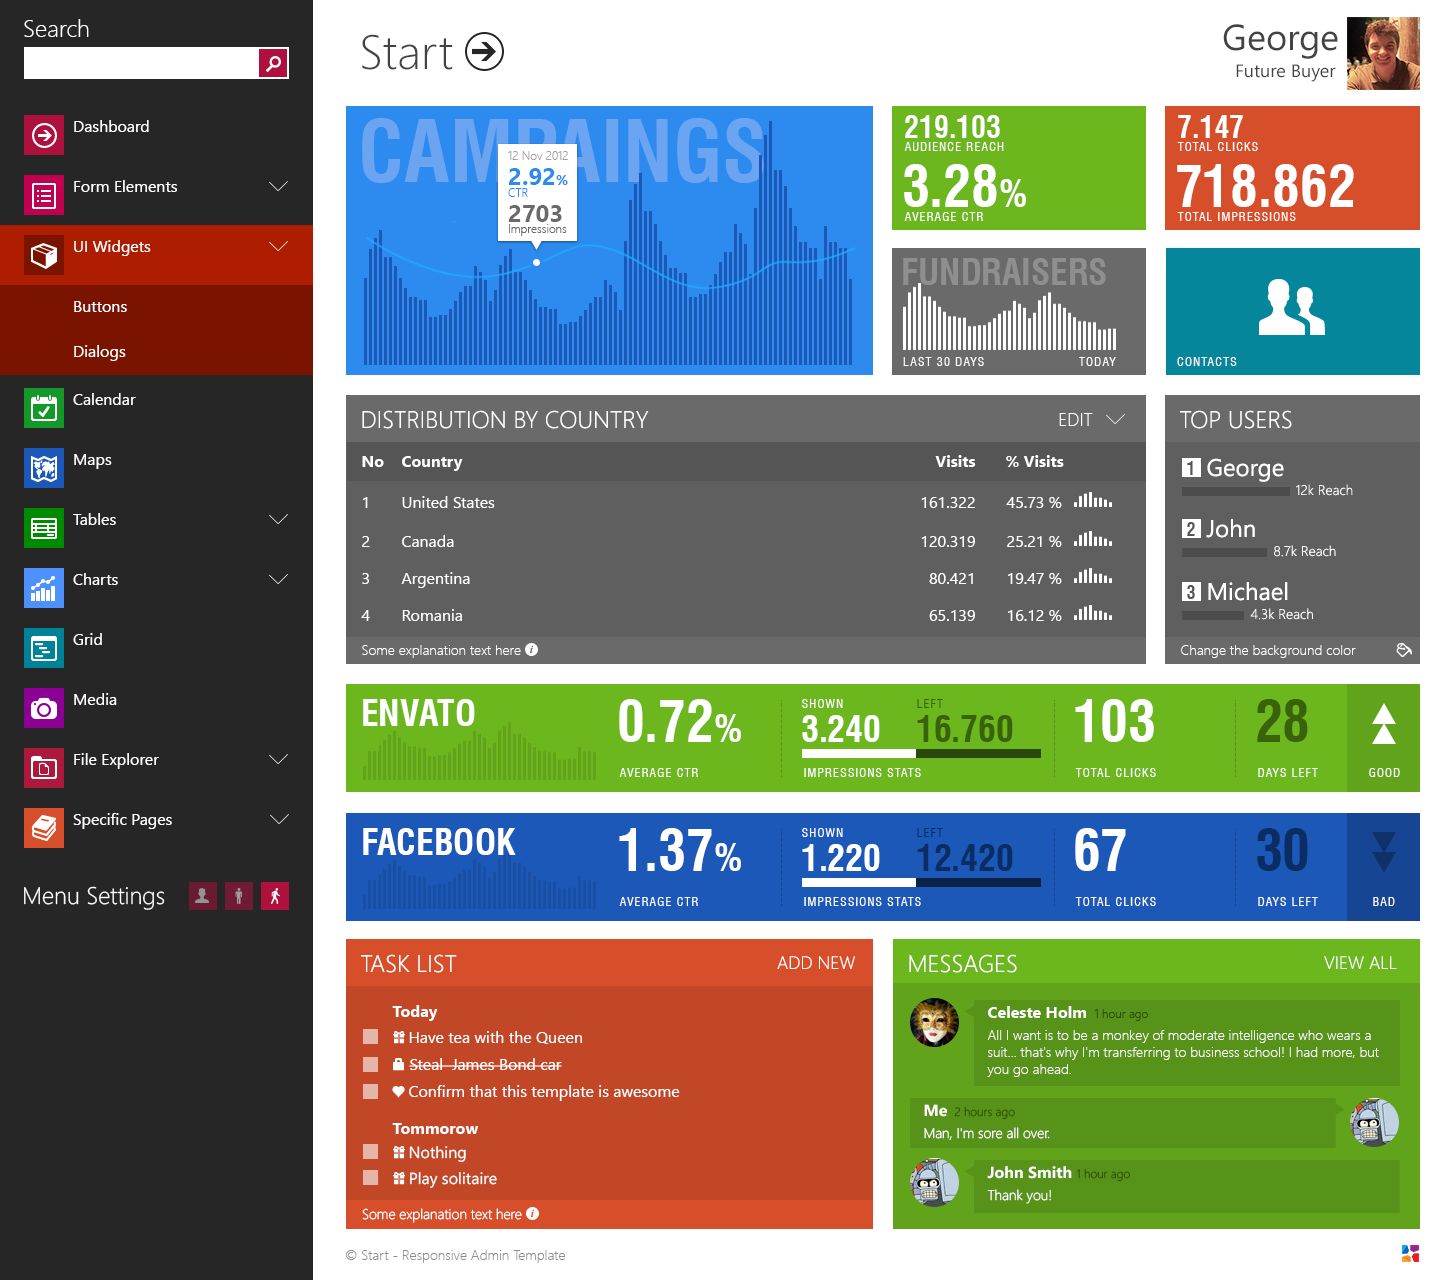 Search
Dashboard
Form Elements
UI Widgets
Buttons
Dialogs
Calendar
Maps
Tables
Charts
Grid
Media
File Explorer
Specific Pages
Menu Settings
Start
George
Future Buyer
CAMPAINGS
12 Nov 2012
2.92%
CTR
2703
Impressions
219.103
AUDIENCE REACH
3.28%
AVERAGE CTR
7.147
TOTAL CLICKS
718.862
TOTAL IMPRESSIONS
FUNDRAISERS
LAST 30 DAYS TODAY
CONTACTS
DISTRIBUTION BY COUNTRY EDIT
No Country Visits % Visits
1 United States 161.322 45.73 %
2 Canada 120.319 25.21 %
3 Argentina 80.421 19.47 %
4 Romania 65.139 16.12 %
Some explanation text here i
TOP USERS
1 George
12k Reach
2 John
8.7k Reach
3 Michael
4.3k Reach
Change the background color
ENVATO
0.72%
AVERAGE CTR
SHOWN LEFT
3.240 16.760
IMPRESSIONS STATS
103
TOTAL CLICKS
28
DAYS LEFT
GOOD
FACEBOOK
1.37%
AVERAGE CTR
SHOWN LEFT
1.220 12.420
IMPRESSIONS STATS
67
TOTAL CLICKS
30
DAYS LEFT
BAD
TASK LIST ADD NEW
Today
Have tea with the Queen
Steal James Bond car
Confirm that this template is awesome
Tommorow
Nothing
Play solitaire
Some explanation text here i
MESSAGES VIEW ALL
Celeste Holm 1 hour ago
All I want is to be a monkey of moderate intelligence who wears a
suit... that's why I'm transferring to business school! I had more, but
you go ahead.
Me 2 hours ago
Man, I'm sore all over.
John Smith 1 hour ago
Thank you!
© Start - Responsive Admin Template